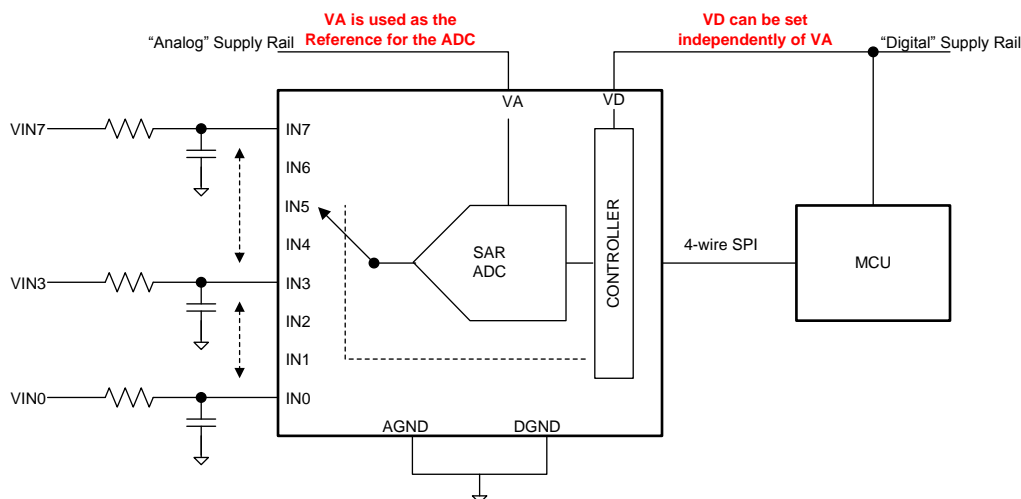 VA is used as the
Reference for the ADC
VD can be set
independently of VA
“Analog” Supply Rail
“Digital” Supply Rail
VA
VD
VIN7
IN7
IN6
IN5
IN4
VIN3
IN3
IN2
IN1
VIN0
IN0
SAR
ADC
CONTROLLER
4-wire SPI
MCU
AGND
DGND